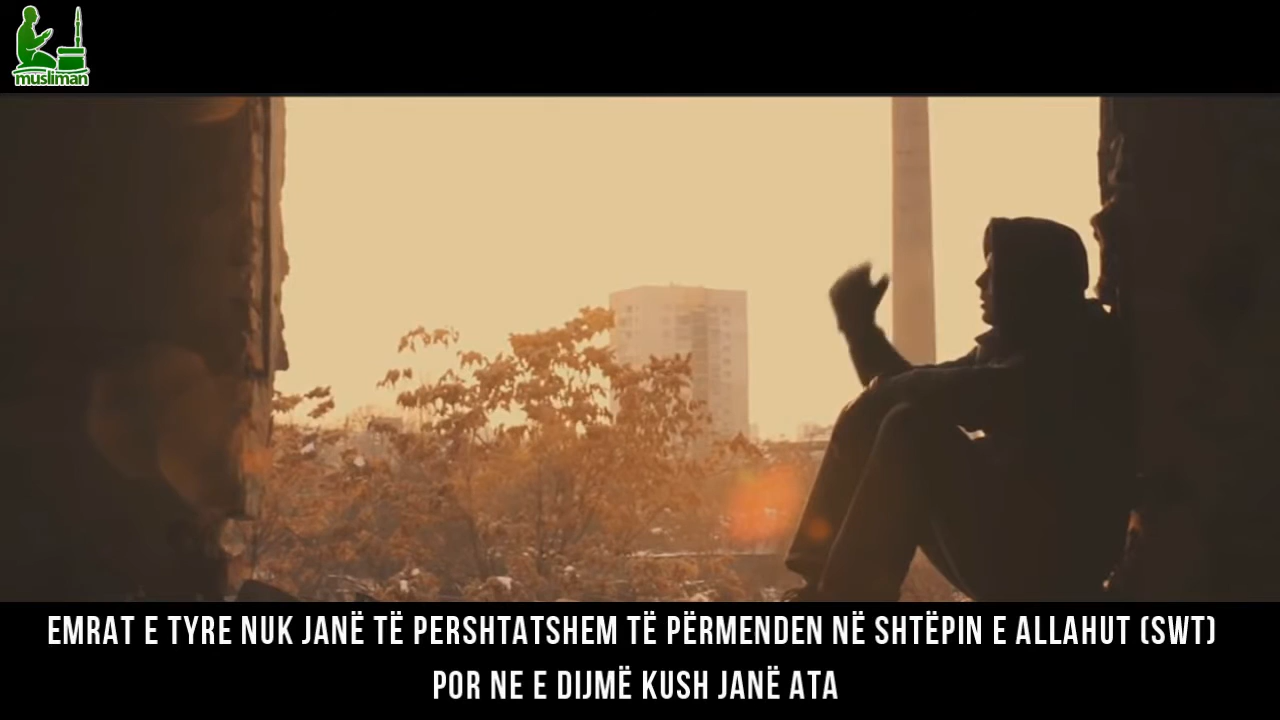 musliman
EMRAT E TYRE NUK JANË TË PERSHTATSHEM TË PËRMENDEN NË SHTËPIN E ALLAHUT (SWT)
POR NE E DIJMË KUSH JANË ATA